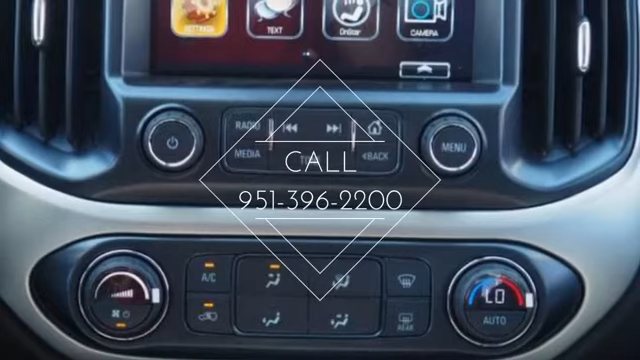 SETTINGS TEXT OnStar CAMERA
RADIO
MEDIA
<BACK
MENU
CALL
951-396-2200
A/C
REAR
LO
AUTO